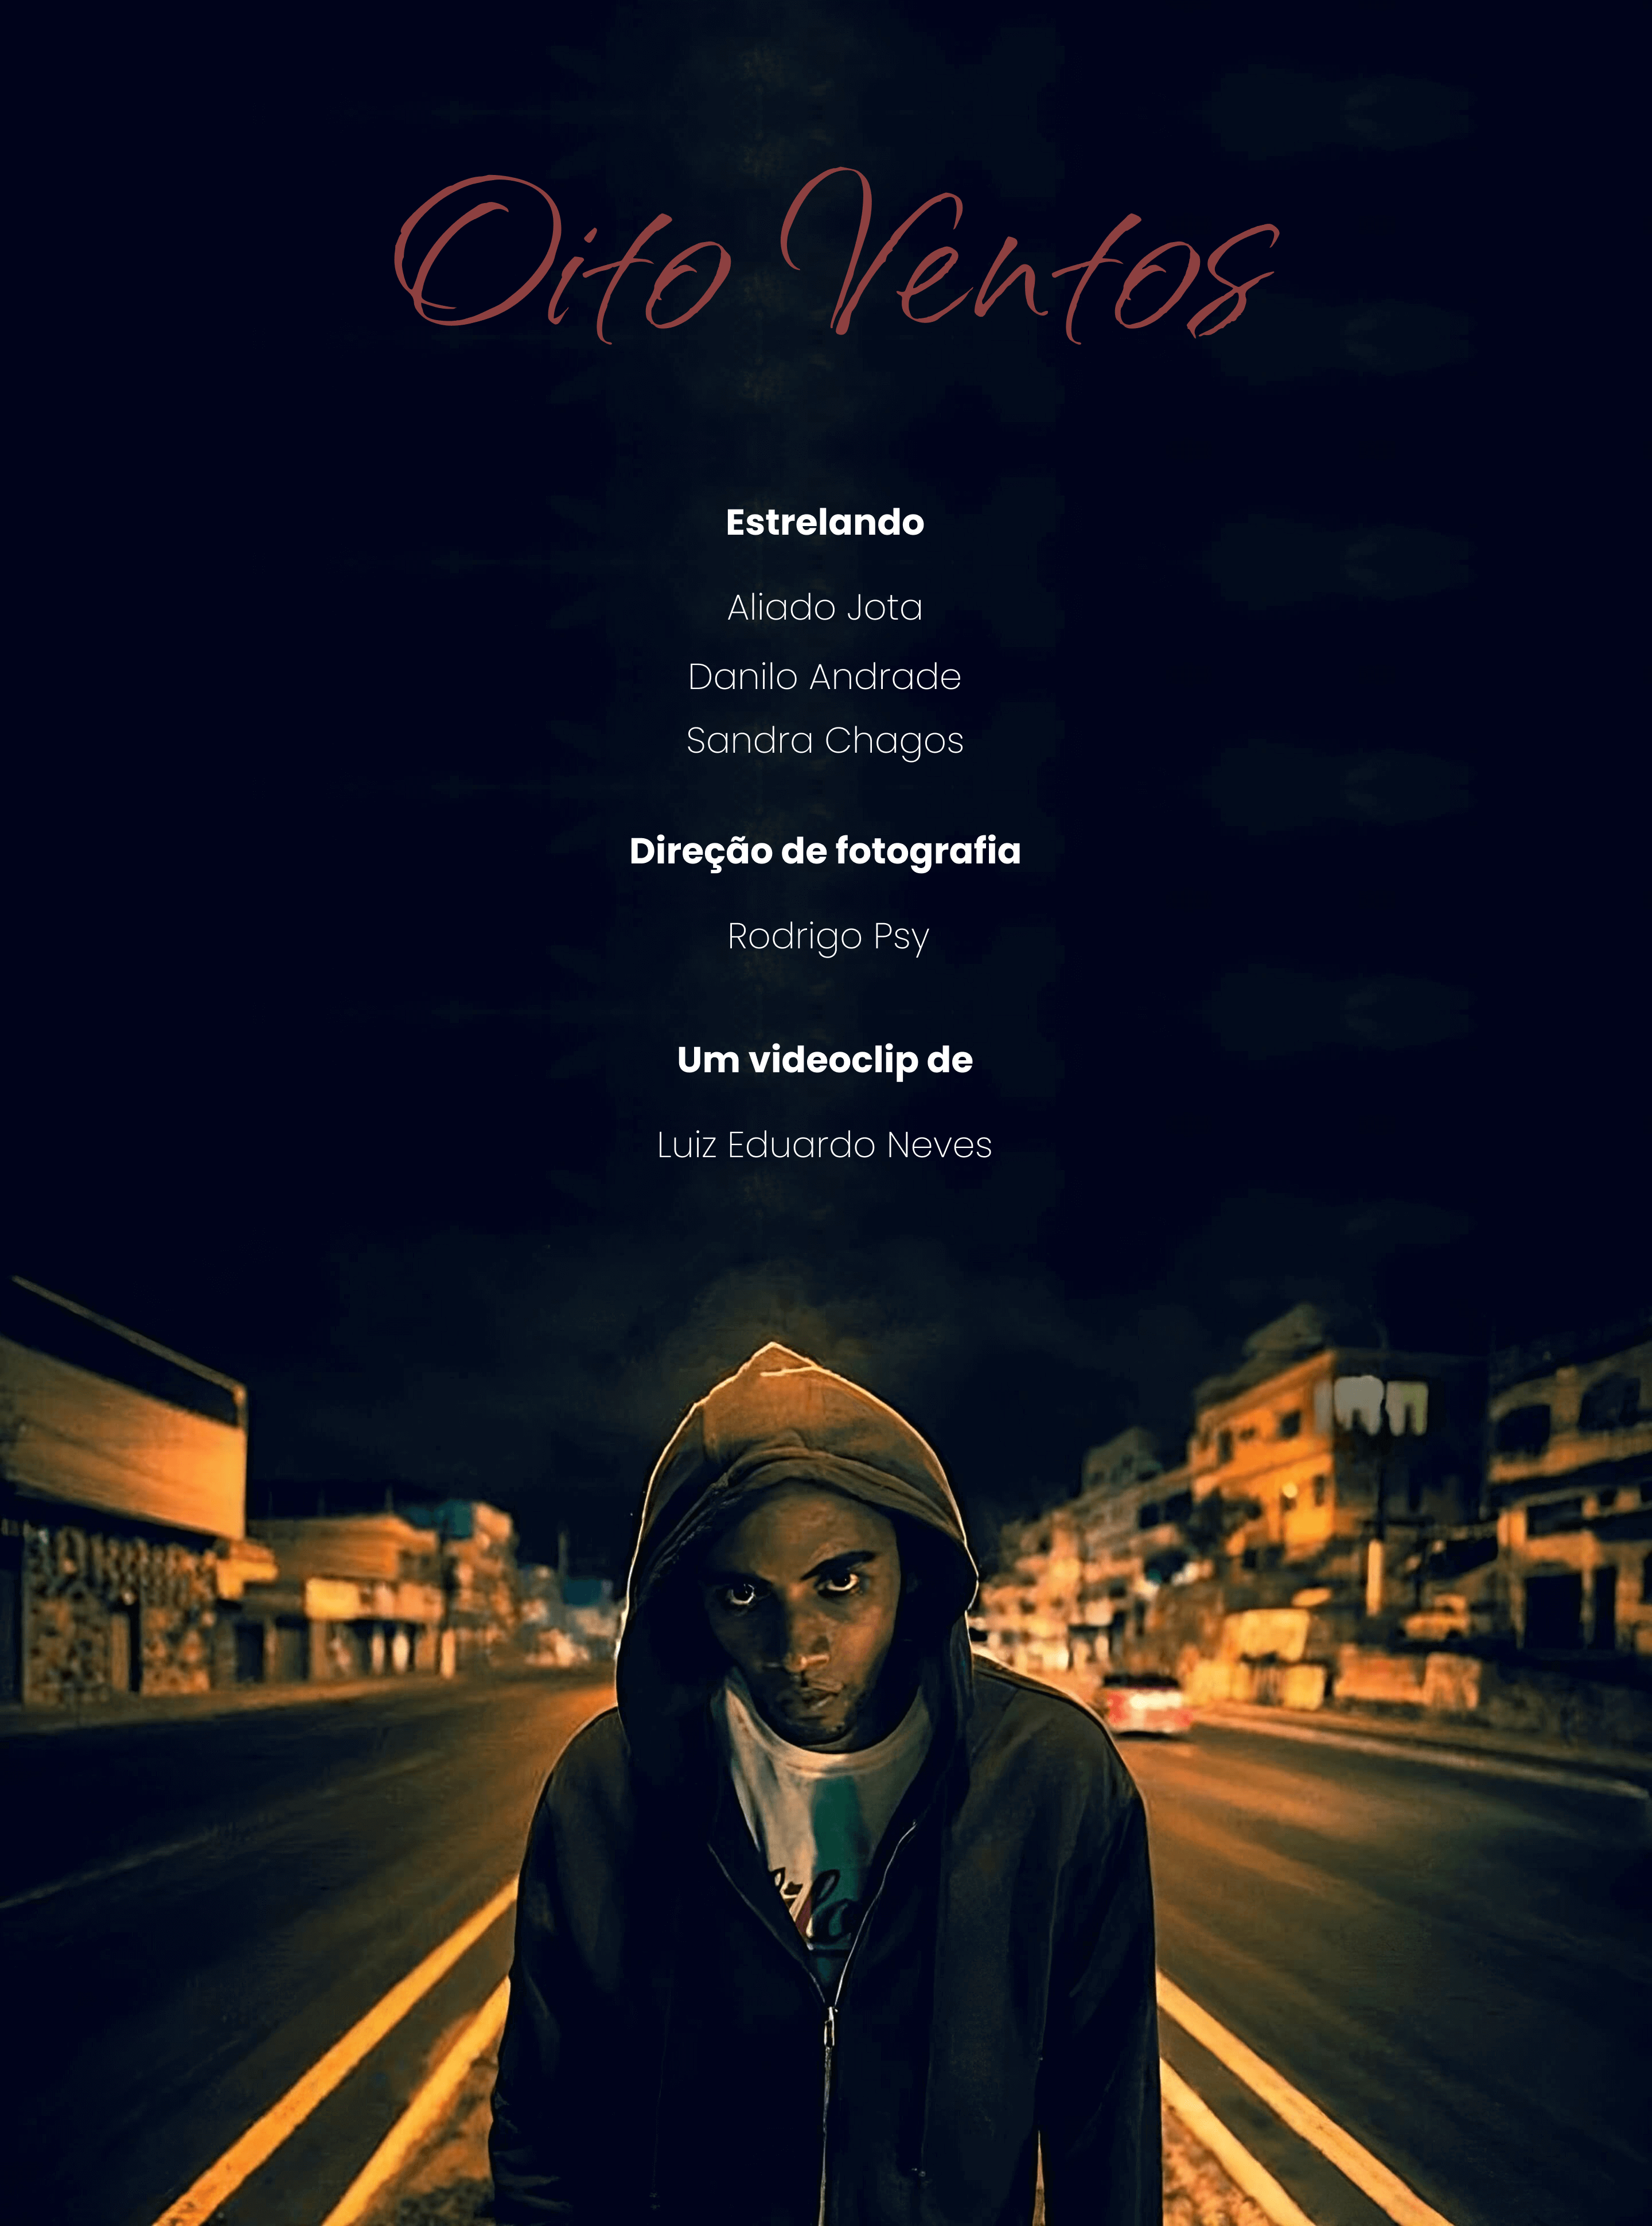 Oito Ventos
Estrelando
Aliado Jota
Danilo Andrade
Sandra Chagos
Direção de fotografia
Rodrigo Psy
Um videoclip de
Luiz Eduardo Neves